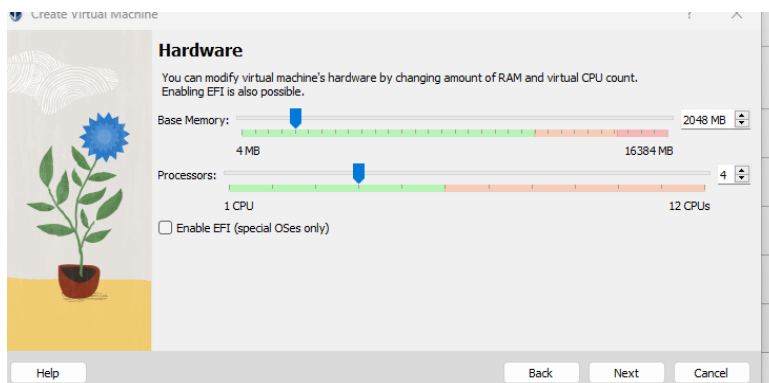 Create Virtual Machine
?
Hardware
You can modify virtual machine's hardware by changing amount of RAM and virtual CPU count.
Enabling EFI is also possible.
Base Memory:
2048 MB
4 MB
16384 MB
Processors:
4
1 CPU
12 CPUs
Enable EFI (special OSes only)
Help
Back
Next
Cancel